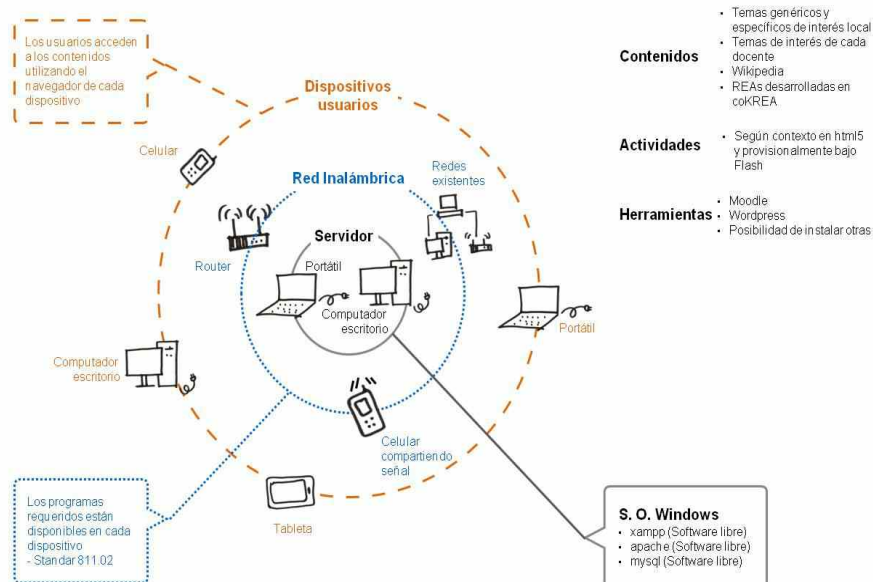 Los usuarios acceden
a los contenidos
utilizando el
navegador de cada
dispositivo
Dispositivos
usuarios
Celular
Red Inalámbrica
Redes
existentes
Servidor
Router
Portátil
Computador
escritorio
Portátil
Computador
escritorio
Celular
compartiendo
señal
Tableta
Los programas
requeridos están
disponibles en cada
dispositivo
- Standar 811.02
Contenidos
• Temas genéricos y
específicos de interés local
• Temas de interés de cada
docente
• Wikipedia
• REAs desarrolladas en
coKREA
Actividades
• Según contexto en html5
y provisionalmente bajo
Flash
Herramientas
• Moodle
• Wordpress
• Posibilidad de instalar otras
S. O. Windows
• xampp (Software libre)
• apache (Software libre)
• mysql (Software libre)